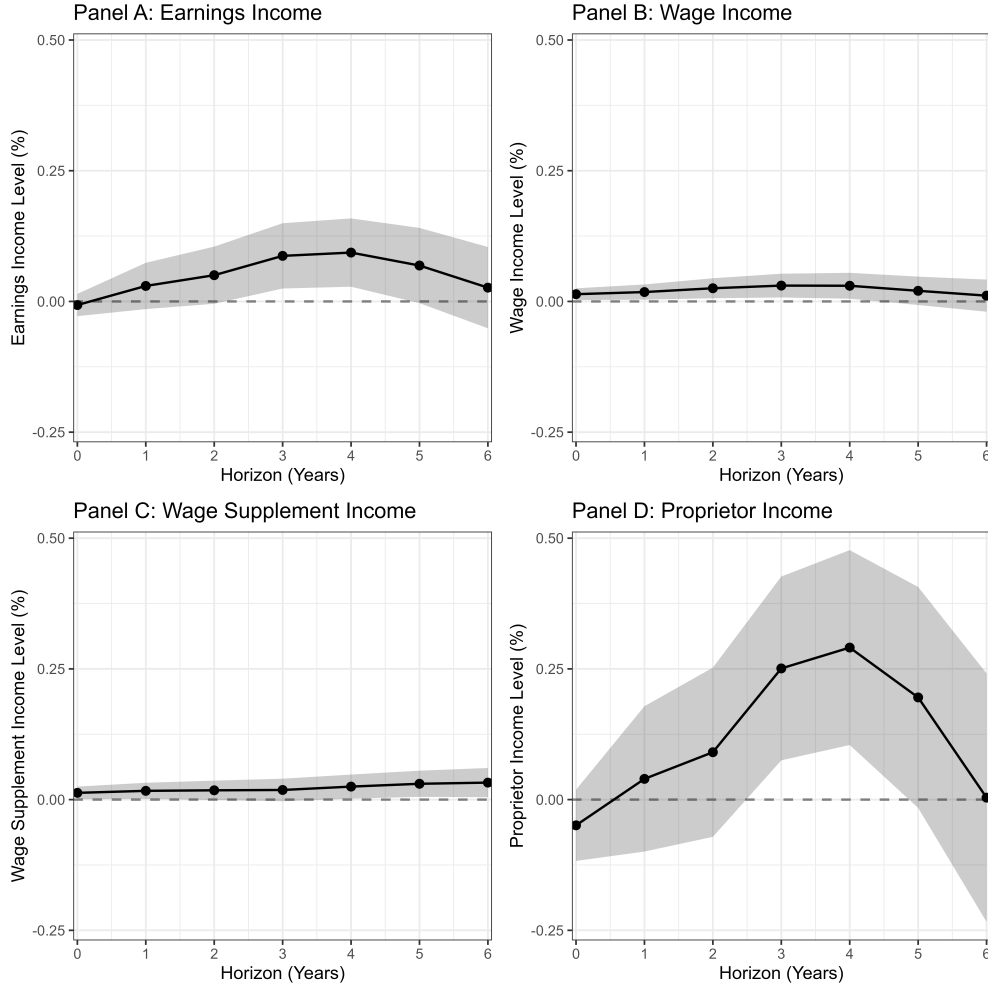 Panel A: Earnings Income
Earnings Income Level (%)
0.50
0.25
0.00
-0.25
0 1 2 3 4 5 6
Horizon (Years)
Panel B: Wage Income
Wage Income Level (%)
0.50
0.25
0.00
-0.25
0 1 2 3 4 5 6
Horizon (Years)
Panel C: Wage Supplement Income
Wage Supplement Income Level (%)
0.50
0.25
0.00
-0.25
0 1 2 3 4 5 6
Horizon (Years)
Panel D: Proprietor Income
Proprietor Income Level (%)
0.50
0.25
0.00
-0.25
0 1 2 3 4 5 6
Horizon (Years)